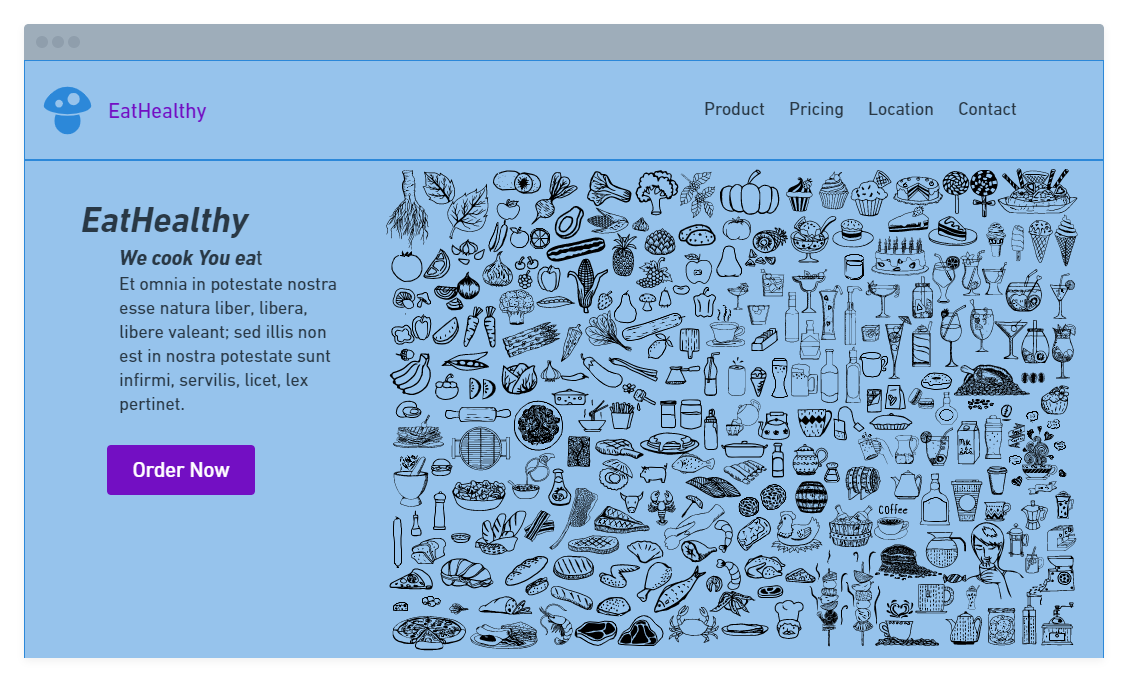 EatHealthy
Product Pricing Location Contact
EatHealthy
We cook You eat
Et omnia in potestate nostra
esse natura liber, libera,
libere valeant; sed illis non
est in nostra potestate sunt
infirmi, servilis, licet, lex
pertinet.
Order Now
COFFEE